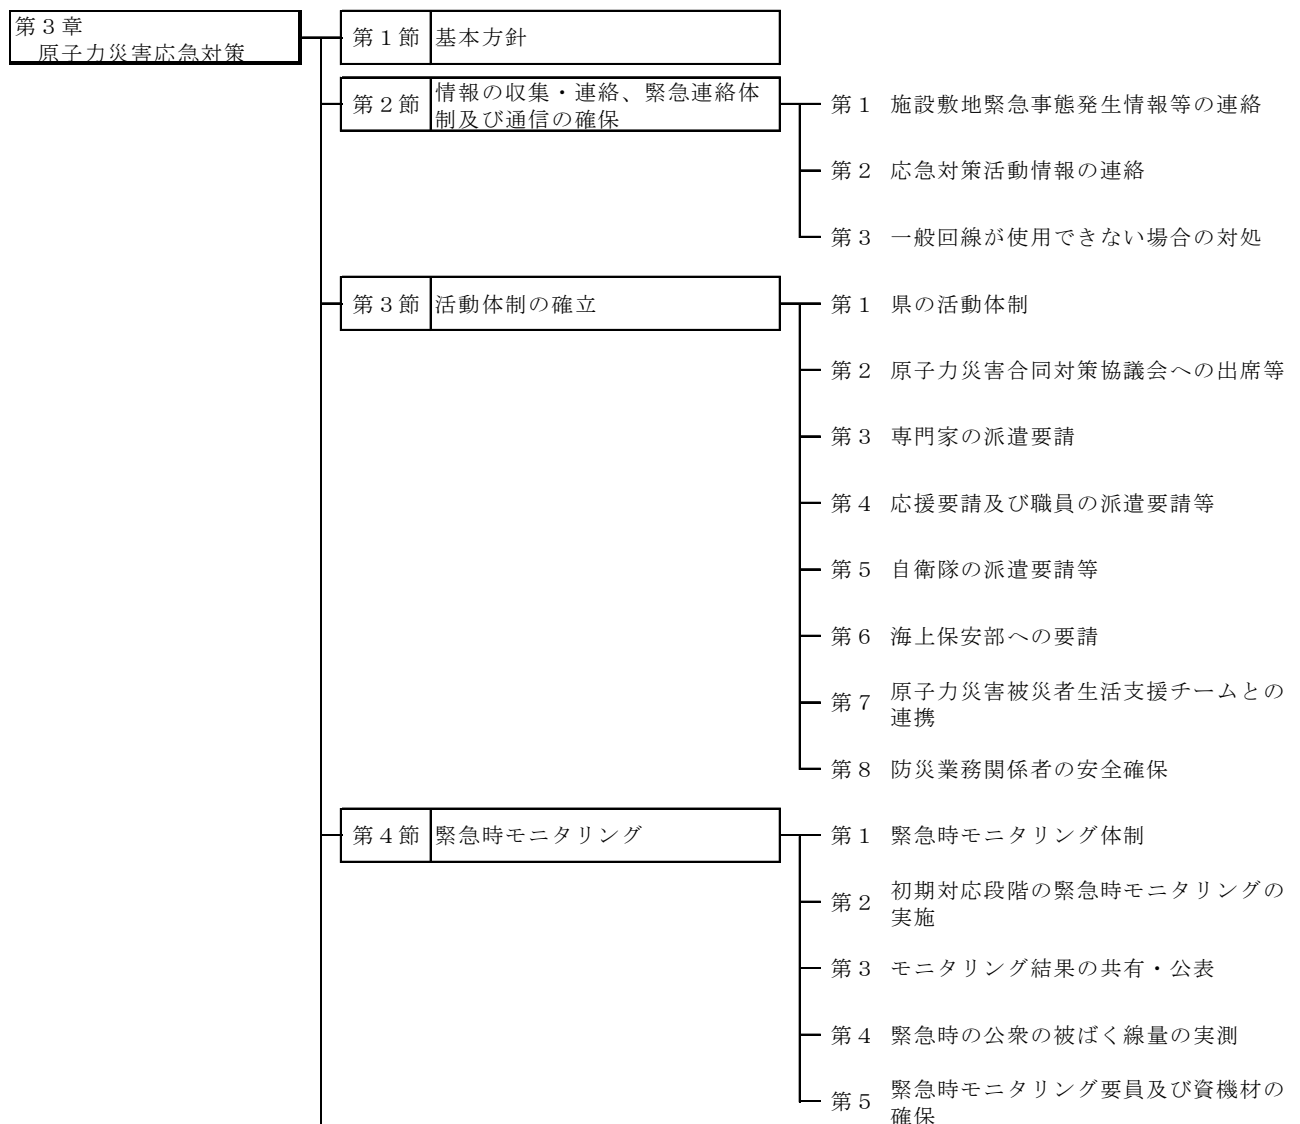 第３章
原子力災害応急対策
第１節 基本方針
第２節 情報の収集・連絡、緊急連絡体
制及び通信の確保
第１ 施設敷地緊急事態発生情報等の連絡
第２ 応急対策活動情報の連絡
第３ 一般回線が使用できない場合の対処
第３節 活動体制の確立
第１ 県の活動体制
第２ 原子力災害合同対策協議会への出席等
第３ 専門家の派遣要請
第４ 応援要請及び職員の派遣要請等
第５ 自衛隊の派遣要請等
第６ 海上保安部への要請
第７ 原子力災害被災者生活支援チームとの
連携
第８ 防災業務関係者の安全確保
第４節 緊急時モニタリング
第１ 緊急時モニタリング体制
第２ 初期対応段階の緊急時モニタリングの
実施
第３ モニタリング結果の共有・公表
第４ 緊急時の公衆の被ばく線量の実測
第５ 緊急時モニタリング要員及び資機材の
確保